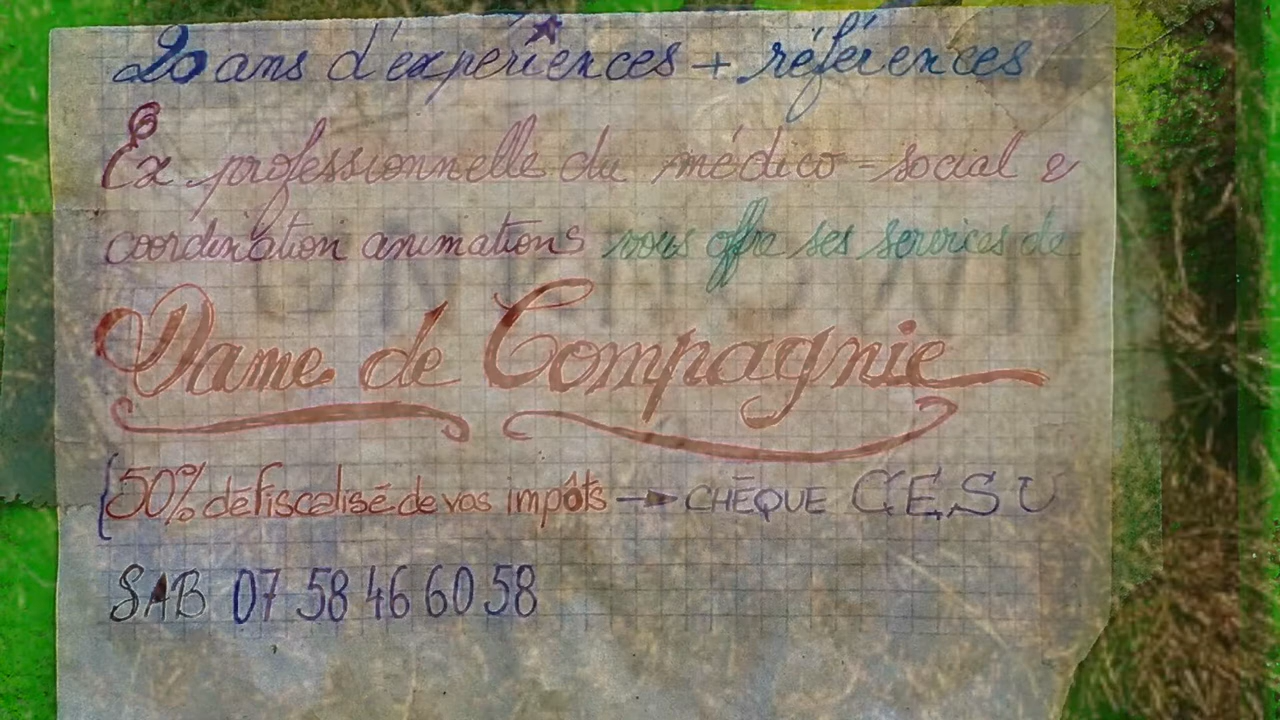 20 ans d'expériences + références
Ex professionnelle du médico-social &
coordination animations vous offre ses services de
Dame de Compagnie
50% défiscalisé de vos impôts → CHÈQUE C.E.S.U
SAB 07 58 46 60 58